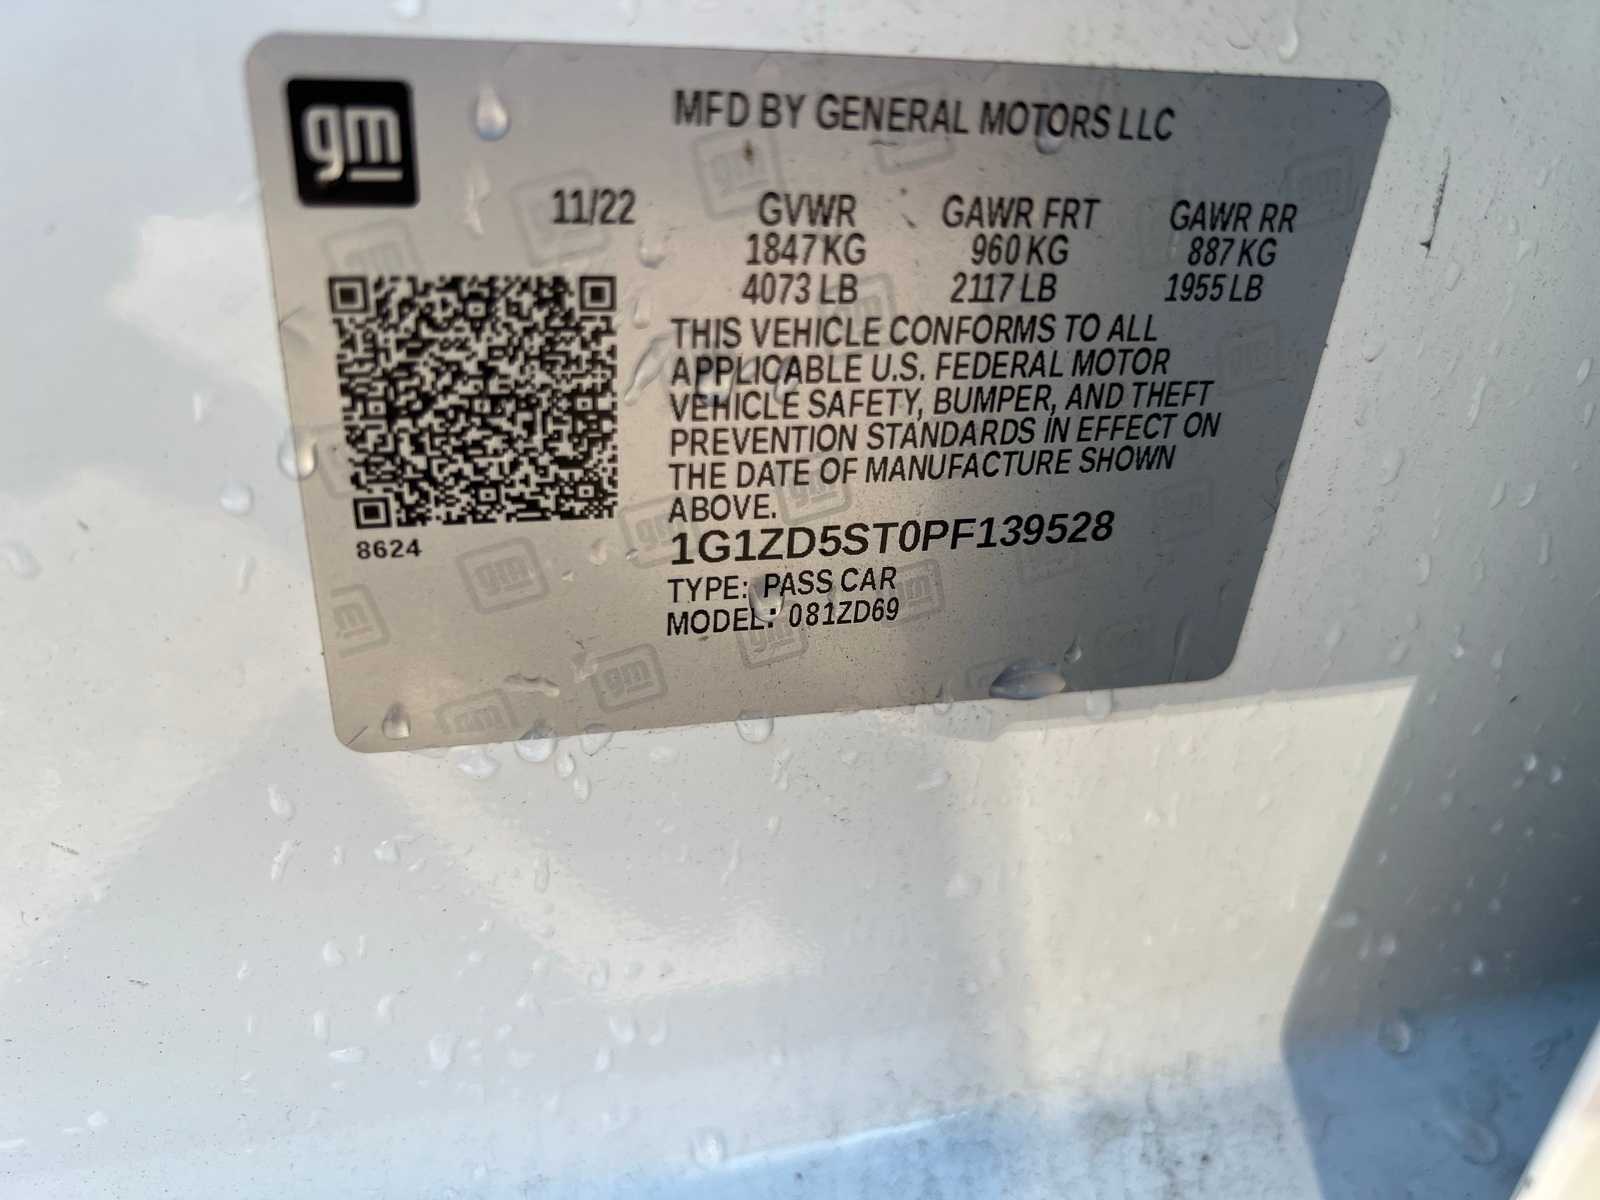 gm
MFD BY GENERAL MOTORS LLC
11/22 GVWR GAWR FRT GAWR RR
1847 KG 960 KG 887 KG
4073 LB 2117 LB 1955 LB
THIS VEHICLE CONFORMS TO ALL
APPLICABLE U.S. FEDERAL MOTOR
VEHICLE SAFETY, BUMPER, AND THEFT
PREVENTION STANDARDS IN EFFECT ON
THE DATE OF MANUFACTURE SHOWN
ABOVE.
8624
1G1ZD5ST0PF139528
TYPE: PASS CAR
MODEL: 081ZD69